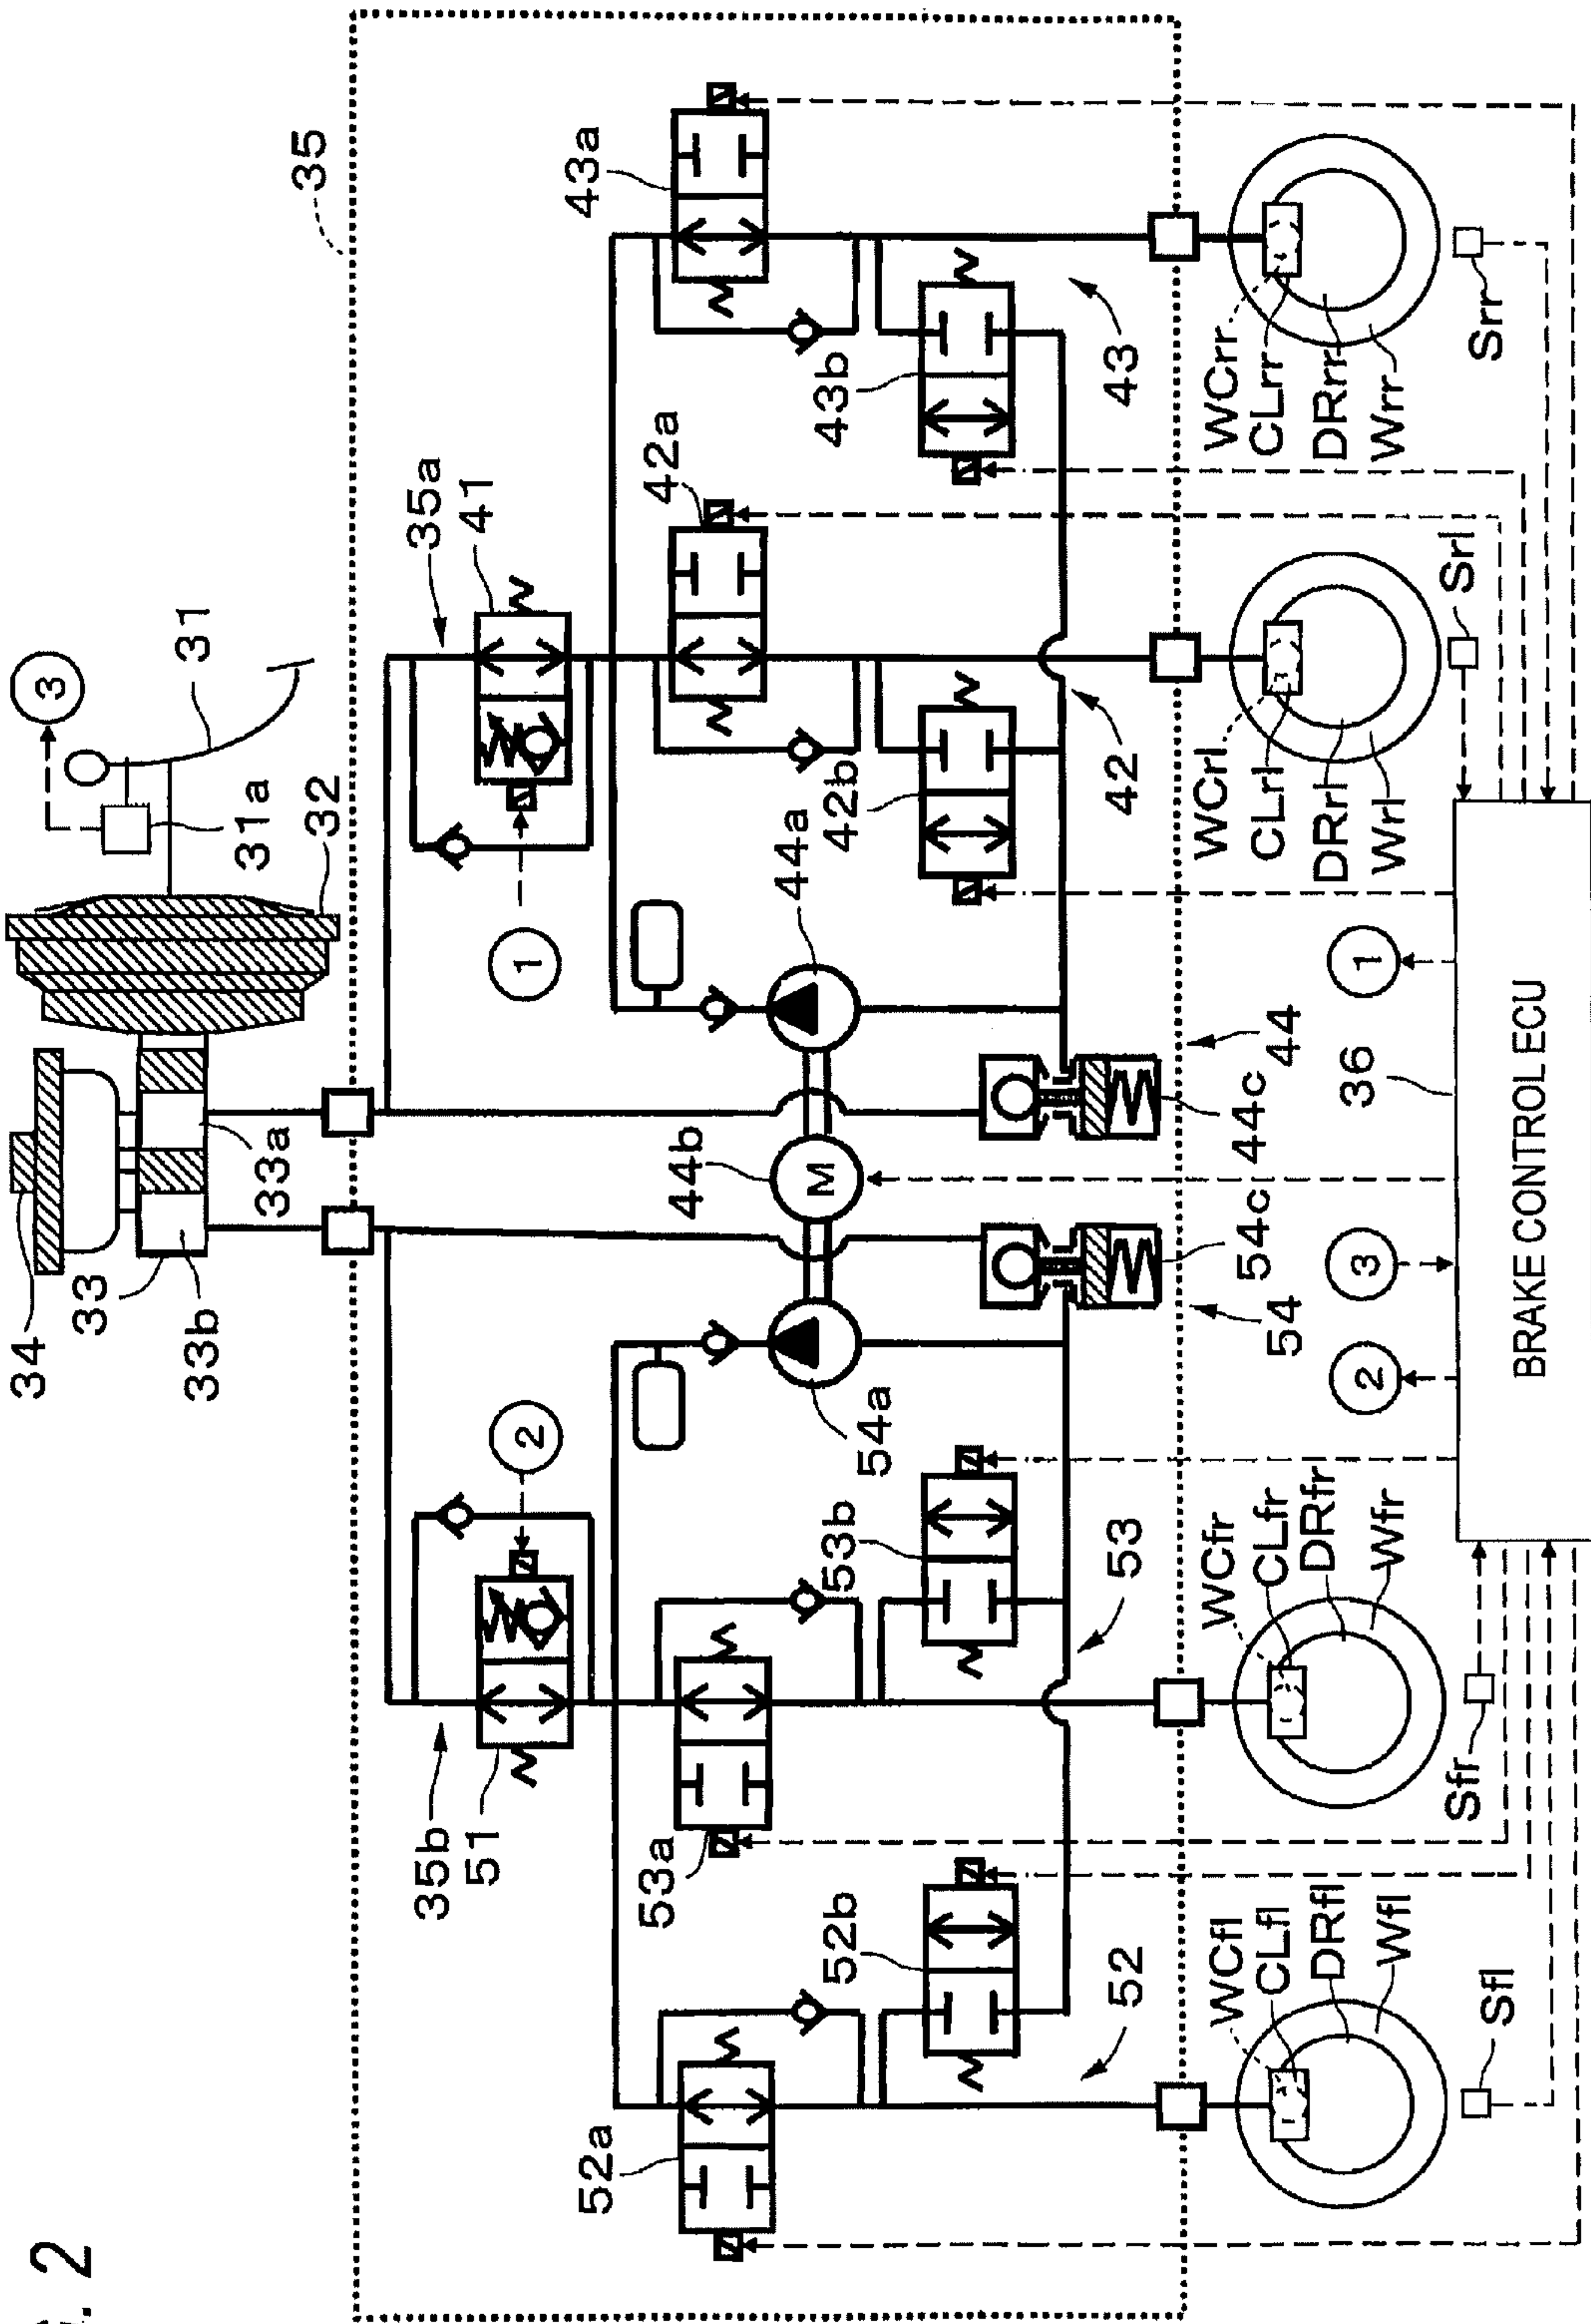 . 2
34
33
33b
33a
3
31
31a
32
35
35b
51
2
1
35a
41
52a
53a
44b
42a
43a
52b
53b
54a
M
44a
42b
43b
52
53
54
54c
44c
44
42
43
WCfl
CLfl
DRfl
Wfl
Sfl
WCfr
CLfr
DRfr
Wfr
Sfr
2
3
1
36
WCrl
CLrl
DRrl
Wrl
Srl
WCrr
CLrr
DRrr
Wrr
Srr
BRAKE CONTROL ECU